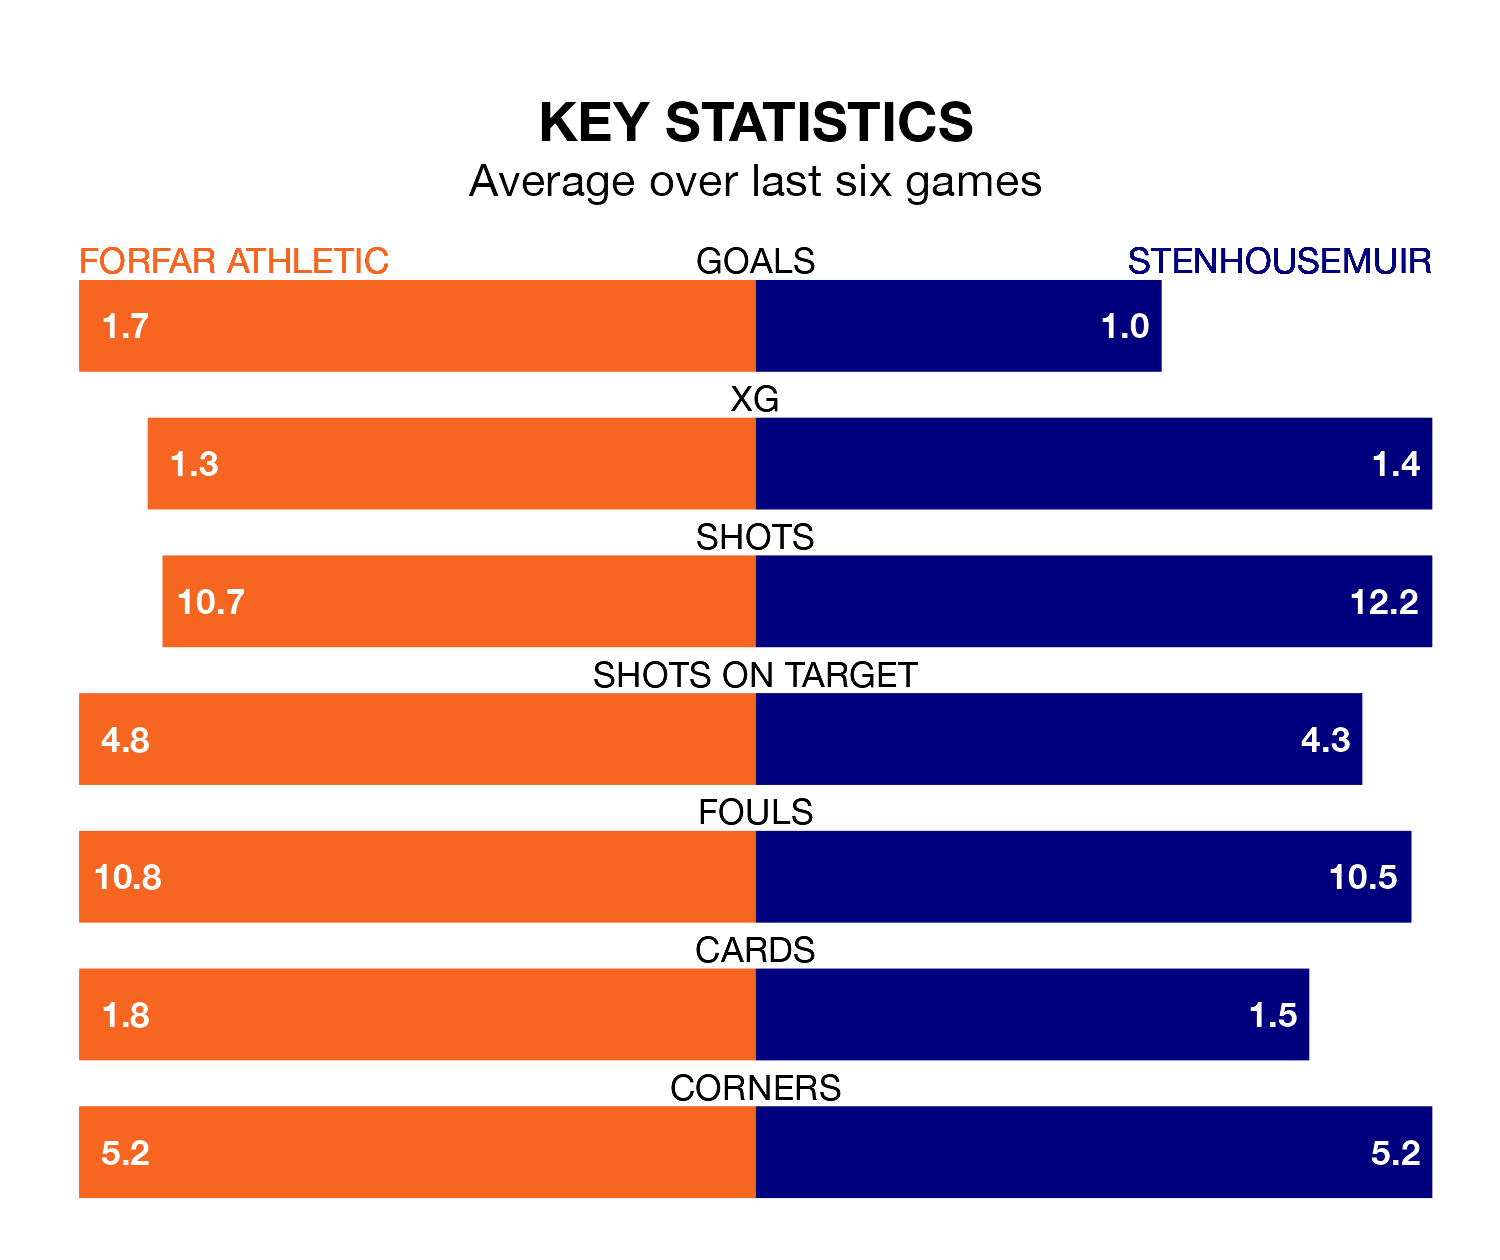 KEY STATISTICS
Average over last six games
FORFAR ATHLETIC GOALS STENHOUSEMUIR
1.7 1.0
XG
1.3 1.4
SHOTS
10.7 12.2
SHOTS ON TARGET
4.8 4.3
FOULS
10.8 10.5
CARDS
1.8 1.5
CORNERS
5.2 5.2